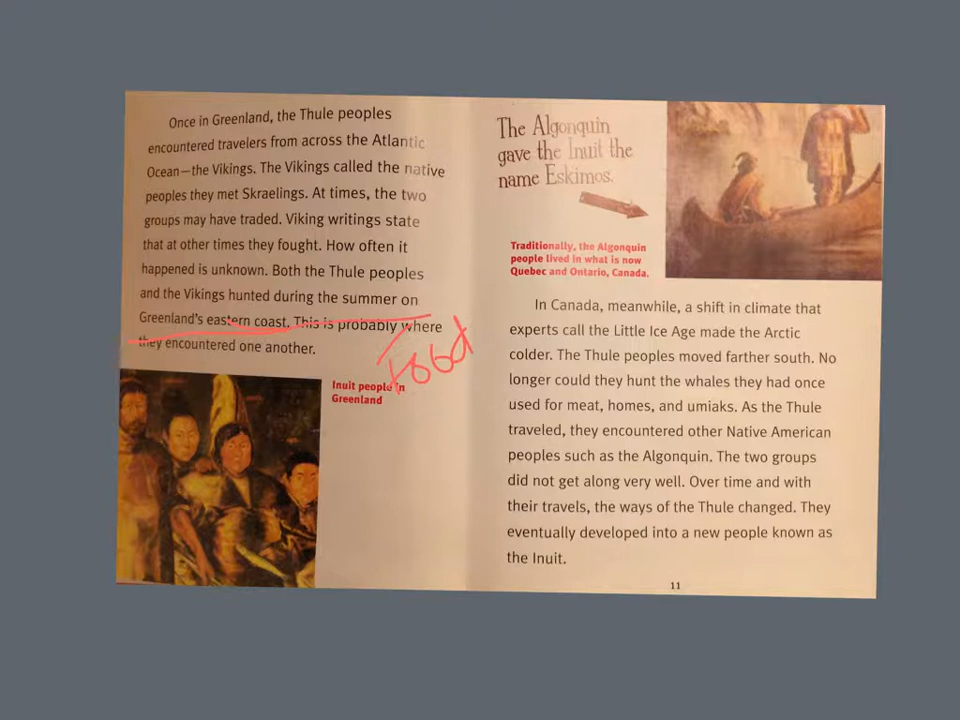 Once in Greenland, the Thule peoples
encountered travelers from across the Atlantic
Ocean—the Vikings. The Vikings called the native
peoples they met Skraelings. At times, the two
groups may have traded. Viking writings state
that at other times they fought. How often it
happened is unknown. Both the Thule peoples
and the Vikings hunted during the summer on
Greenland's eastern coast. This is probably where
they encountered one another.
Food
Inuit people in
Greenland
The Algonquin
gave the Inuit the
name Eskimos.
Traditionally, the Algonquin
people lived in what is now
Quebec and Ontario, Canada.
In Canada, meanwhile, a shift in climate that
experts call the Little Ice Age made the Arctic
colder. The Thule peoples moved farther south. No
longer could they hunt the whales they had once
used for meat, homes, and umiaks. As the Thule
traveled, they encountered other Native American
peoples such as the Algonquin. The two groups
did not get along very well. Over time and with
their travels, the ways of the Thule changed. They
eventually developed into a new people known as
the Inuit.
11